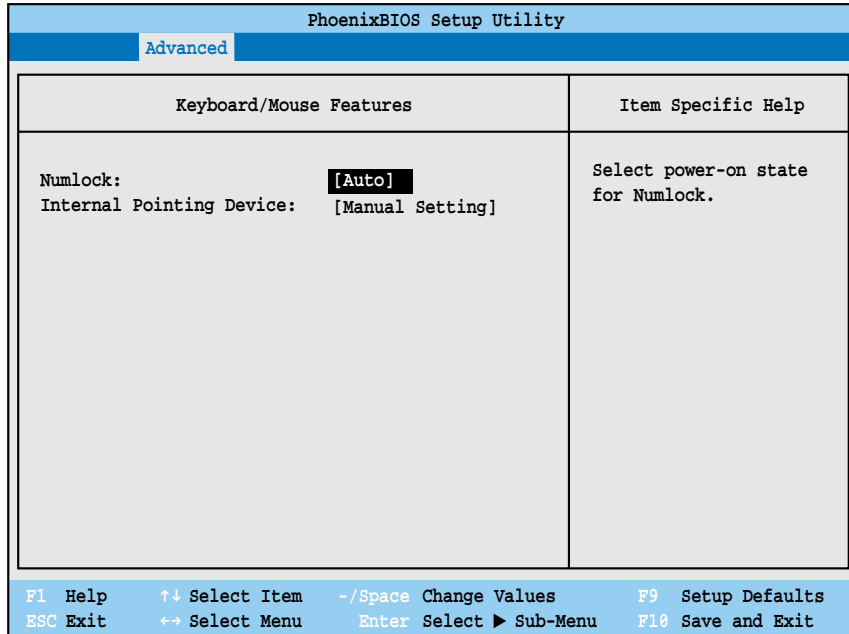 PhoenixBIOS Setup Utility
Advanced
Keyboard/Mouse Features
Item Specific Help
Numlock: [Auto]
Internal Pointing Device: [Manual Setting]
Select power-on state
for Numlock.
F1 Help ↑↓ Select Item -/Space Change Values F9 Setup Defaults
ESC Exit ←→ Select Menu Enter Select ▶ Sub-Menu F10 Save and Exit